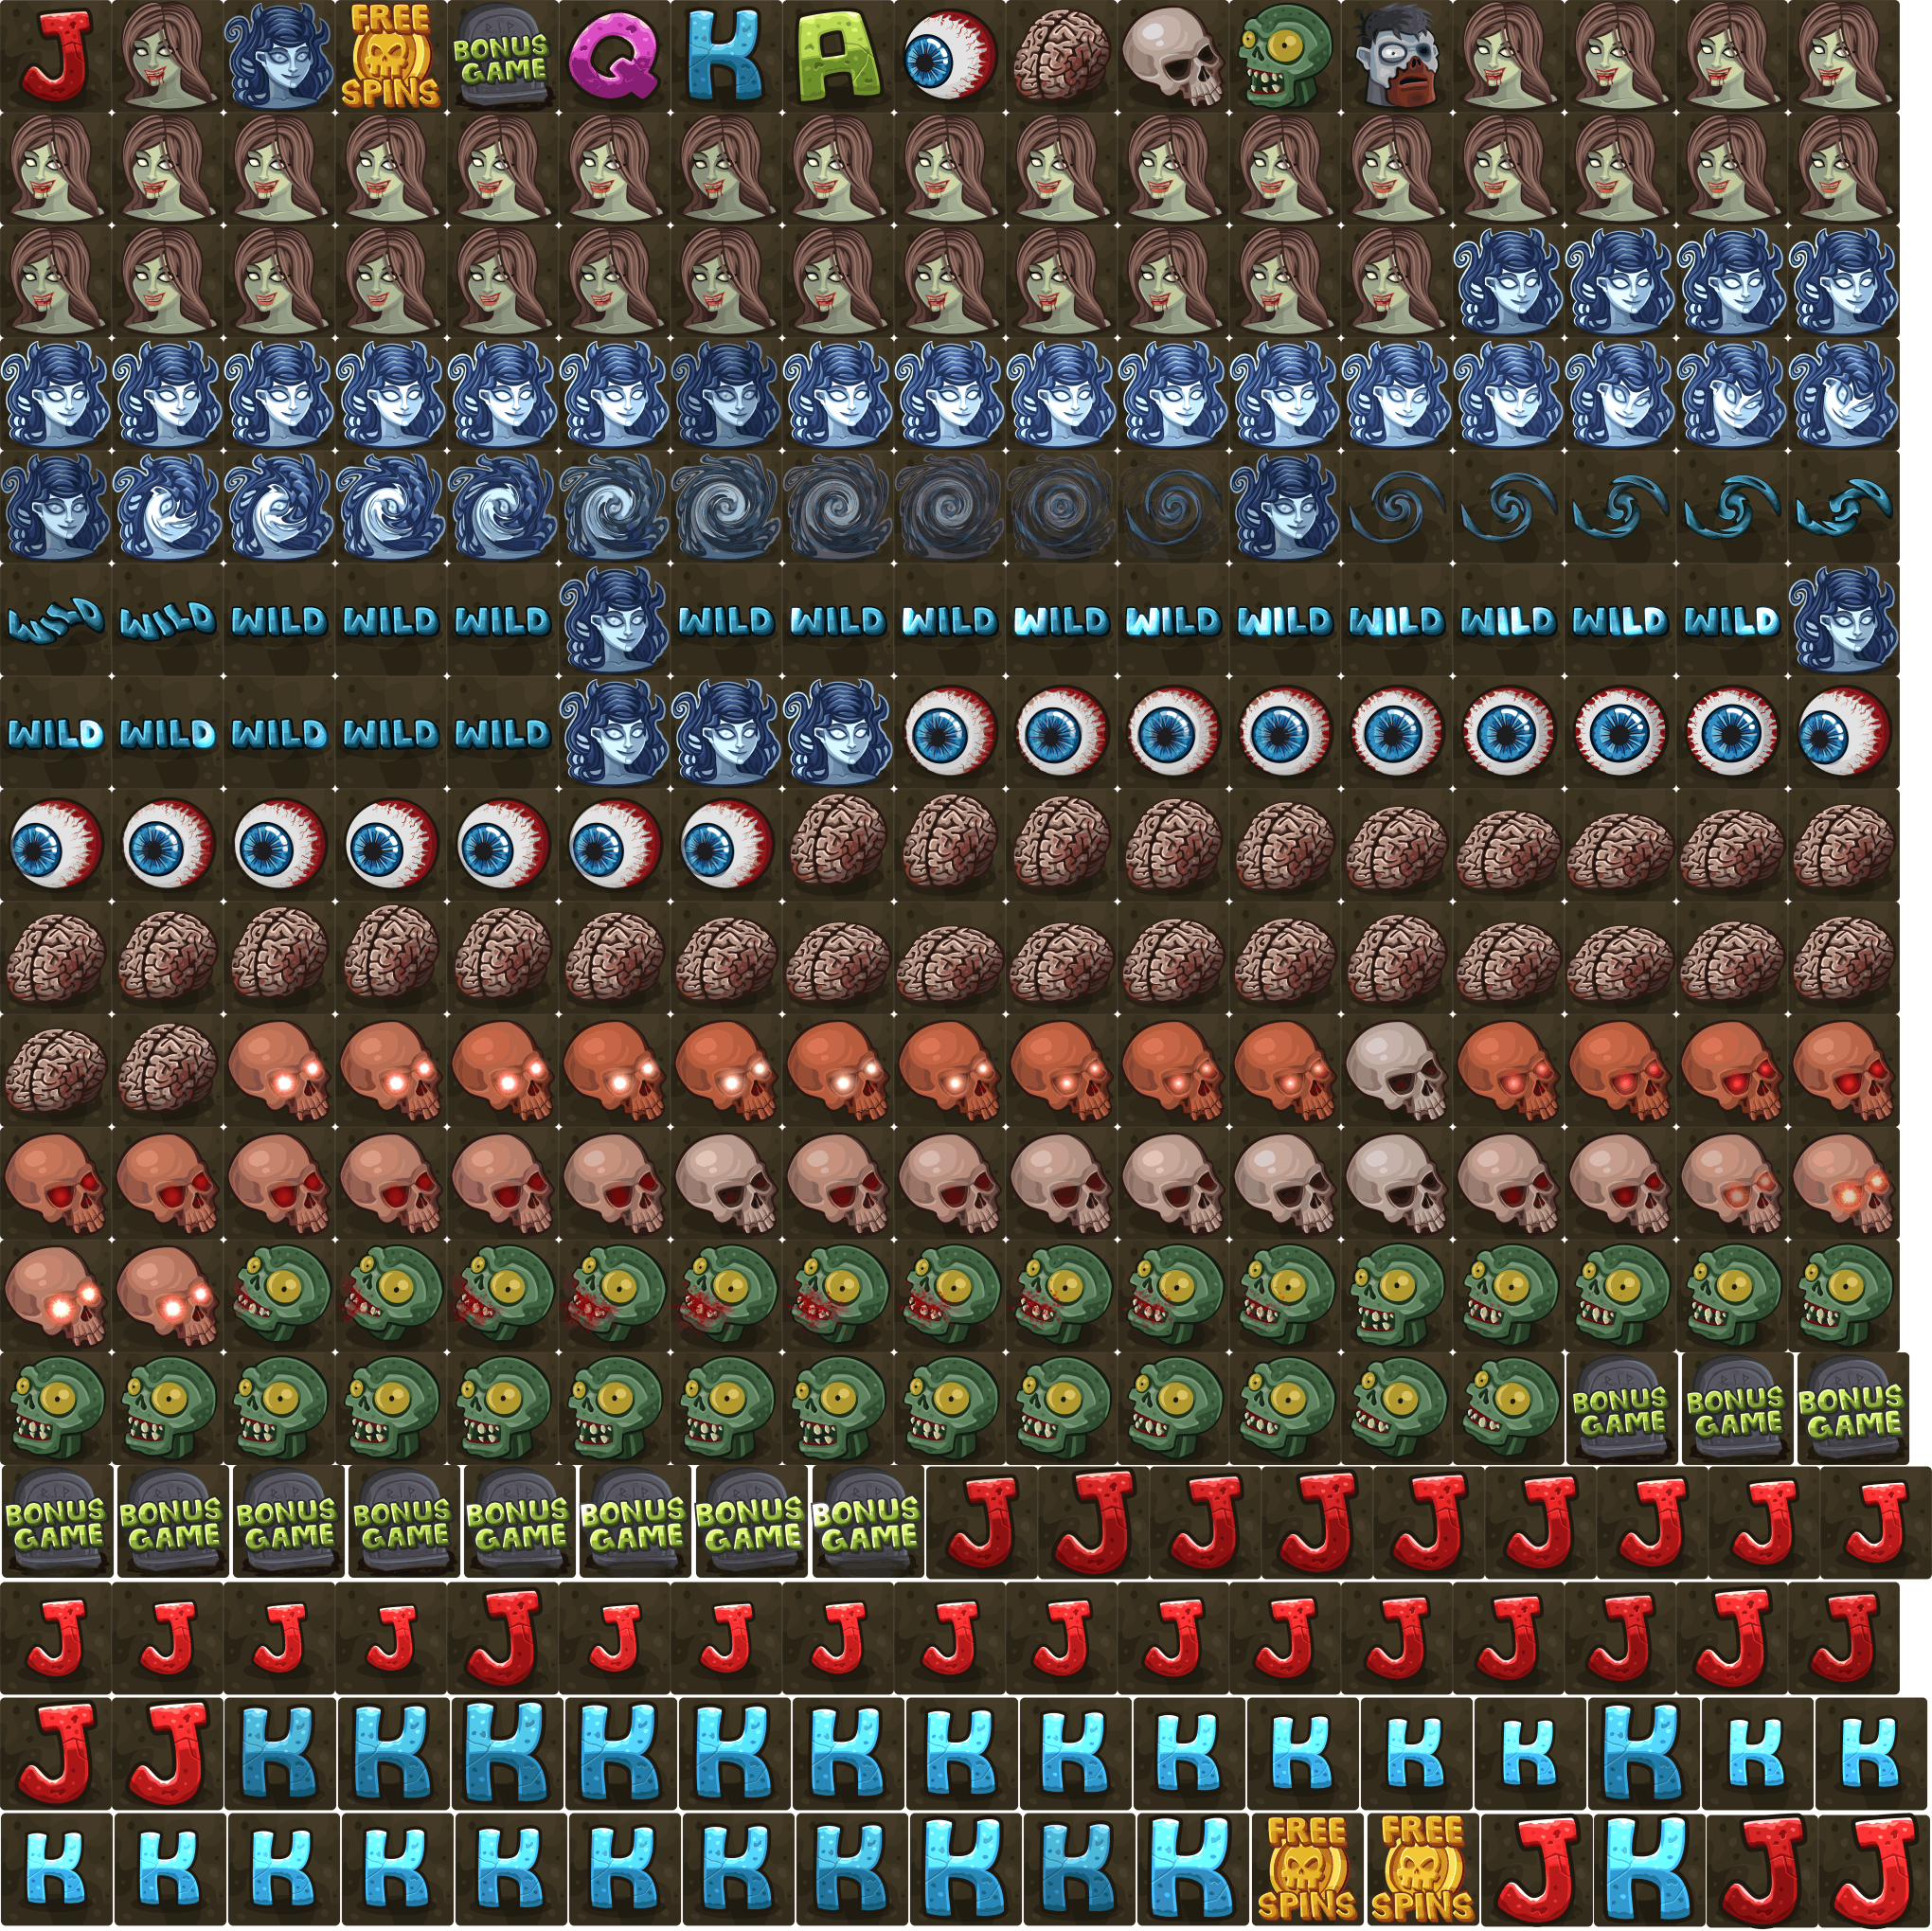 J FREE SPINS BONUS GAME Q K A
WILD WILD WILD WILD WILD WILD WILD WILD WILD WILD WILD WILD WILD WILD WILD
WILD WILD WILD WILD WILD
BONUS GAME BONUS GAME BONUS GAME
BONUS GAME BONUS GAME BONUS GAME BONUS GAME BONUS GAME BONUS GAME BONUS GAME BONUS GAME J J J J J J J J J
J J J J J J J J J J J J J J J J J
J J K K K K K K K K K K K K K K K
K K K K K K K K K K K FREE SPINS FREE SPINS J K J J